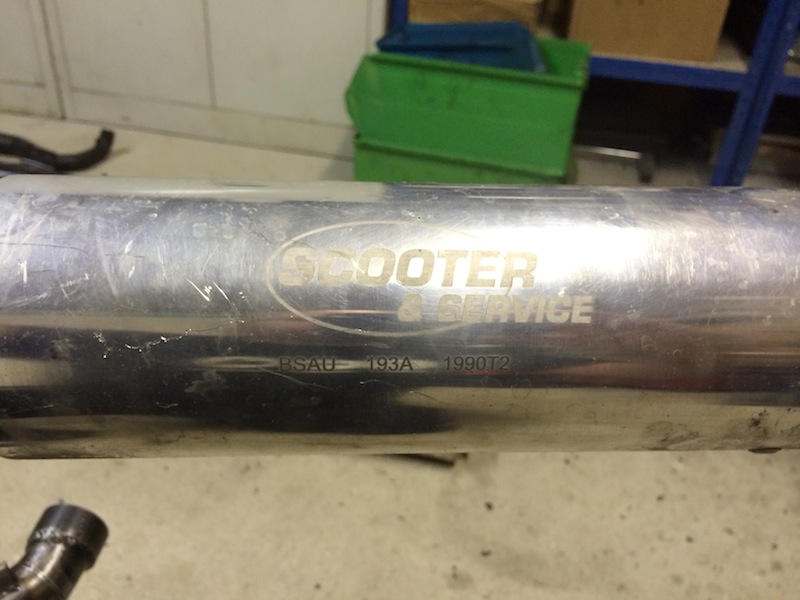 SCOOTER
& SERVICE
BSAU 193A 1990T2